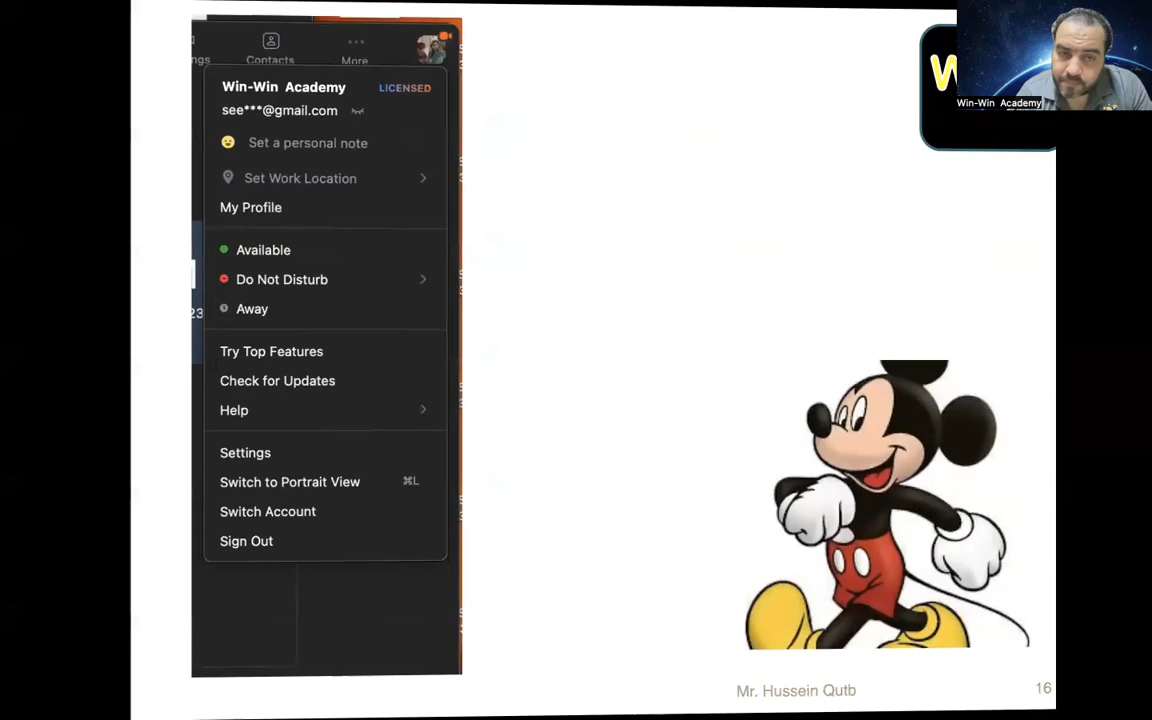 ngs
Contacts
More
W
Win-Win Academy
Win-Win Academy LICENSED
see***@gmail.com
Set a personal note
Set Work Location
My Profile
Available
Do Not Disturb
23
Away
Try Top Features
Check for Updates
Help
Settings
Switch to Portrait View ⌘L
Switch Account
Sign Out
Mr. Hussein Qutb
16